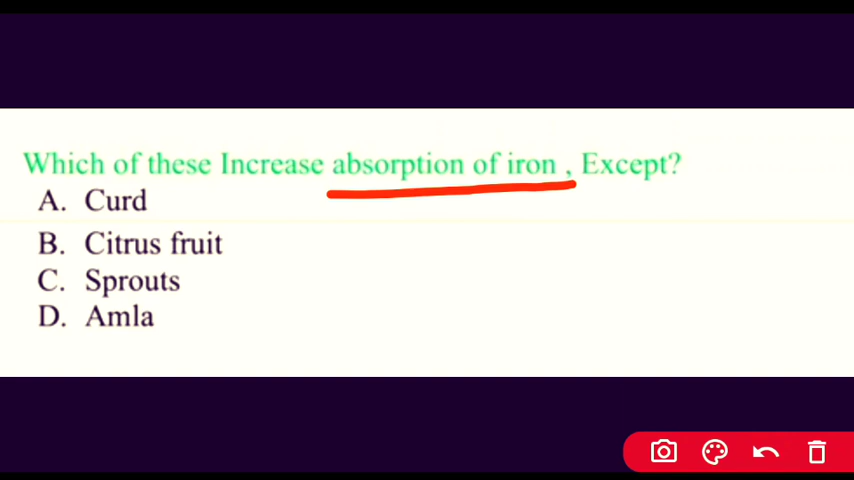 Which of these Increase absorption of iron , Except?
A. Curd
B. Citrus fruit
C. Sprouts
D. Amla